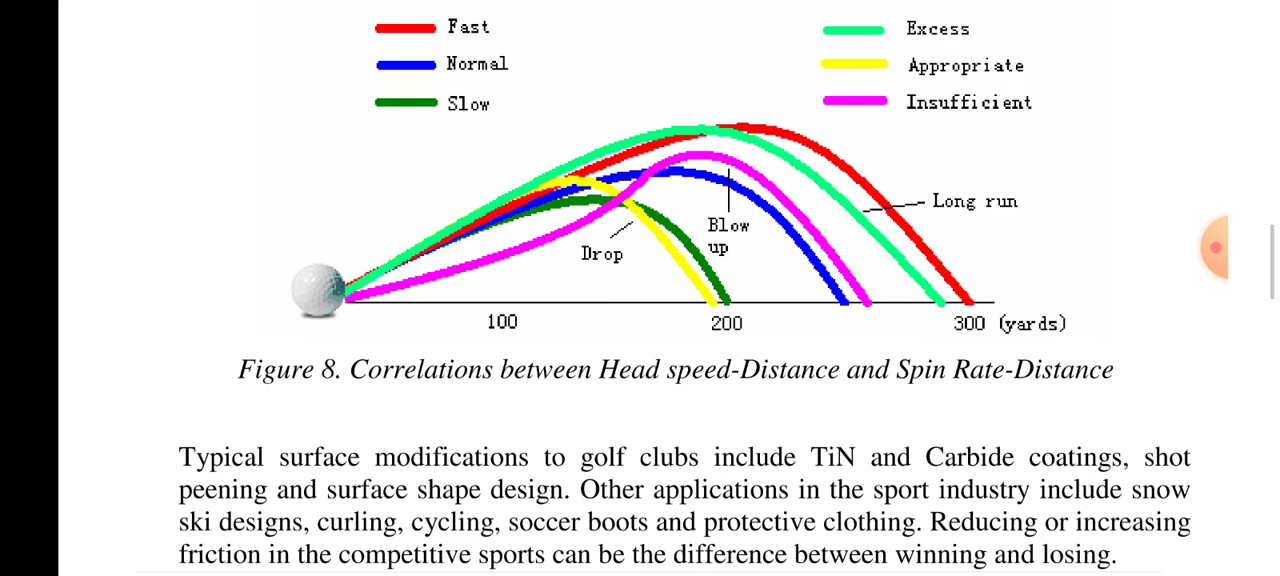 Fast
Normal
Slow
Excess
Appropriate
Insufficient
Long run
Blow
up
Drop
100 200 300 (yards)
Figure 8. Correlations between Head speed-Distance and Spin Rate-Distance
Typical surface modifications to golf clubs include TiN and Carbide coatings, shot
peening and surface shape design. Other applications in the sport industry include snow
ski designs, curling, cycling, soccer boots and protective clothing. Reducing or increasing
friction in the competitive sports can be the difference between winning and losing.